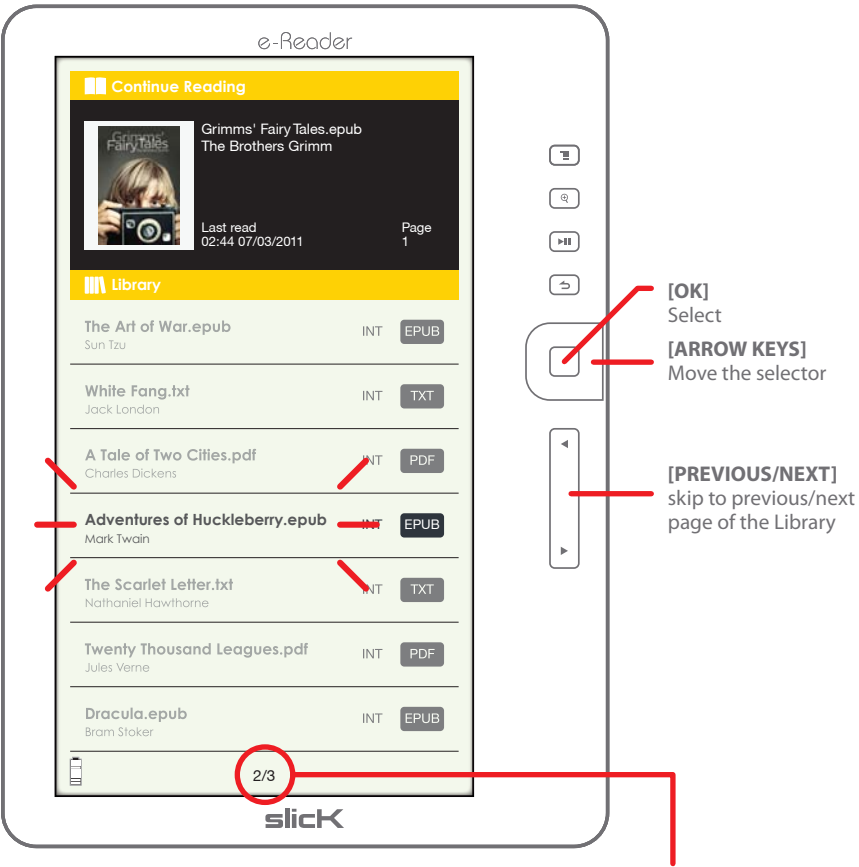 e-Reader
Continue Reading
Grimms' Fairy Tales
Grimms' Fairy Tales.epub
The Brothers Grimm
Last read Page
02:44 07/03/2011 1
Library
The Art of War.epub INT EPUB
Sun Tzu
White Fang.txt INT TXT
Jack London
A Tale of Two Cities.pdf INT PDF
Charles Dickens
Adventures of Huckleberry.epub INT EPUB
Mark Twain
The Scarlet Letter.txt INT TXT
Nathaniel Hawthorne
Twenty Thousand Leagues.pdf INT PDF
Jules Verne
Dracula.epub INT EPUB
Bram Stoker
2/3
slick
[OK]
Select
[ARROW KEYS]
Move the selector
[PREVIOUS/NEXT]
skip to previous/next
page of the Library